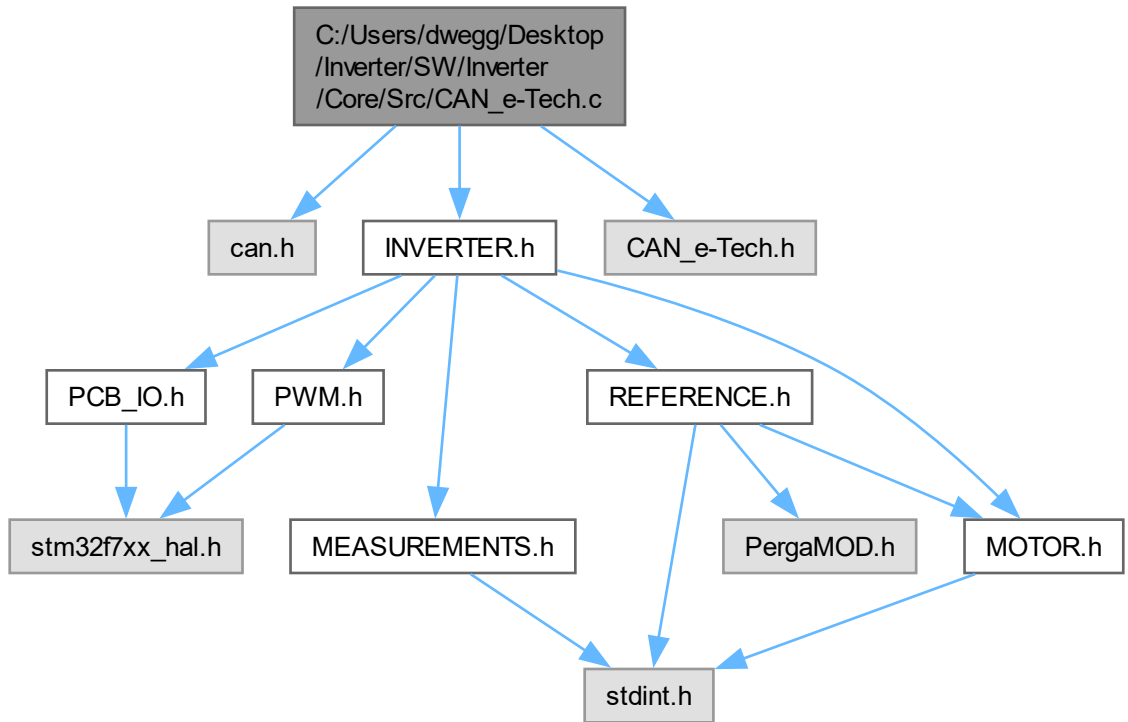 C:/Users/dwegg/Desktop
/Inverter/SW/Inverter
/Core/Src/CAN_e-Tech.c
can.h
INVERTER.h
CAN_e-Tech.h
PCB_IO.h
PWM.h
REFERENCE.h
stm32f7xx_hal.h
MEASUREMENTS.h
PergaMOD.h
MOTOR.h
stdint.h